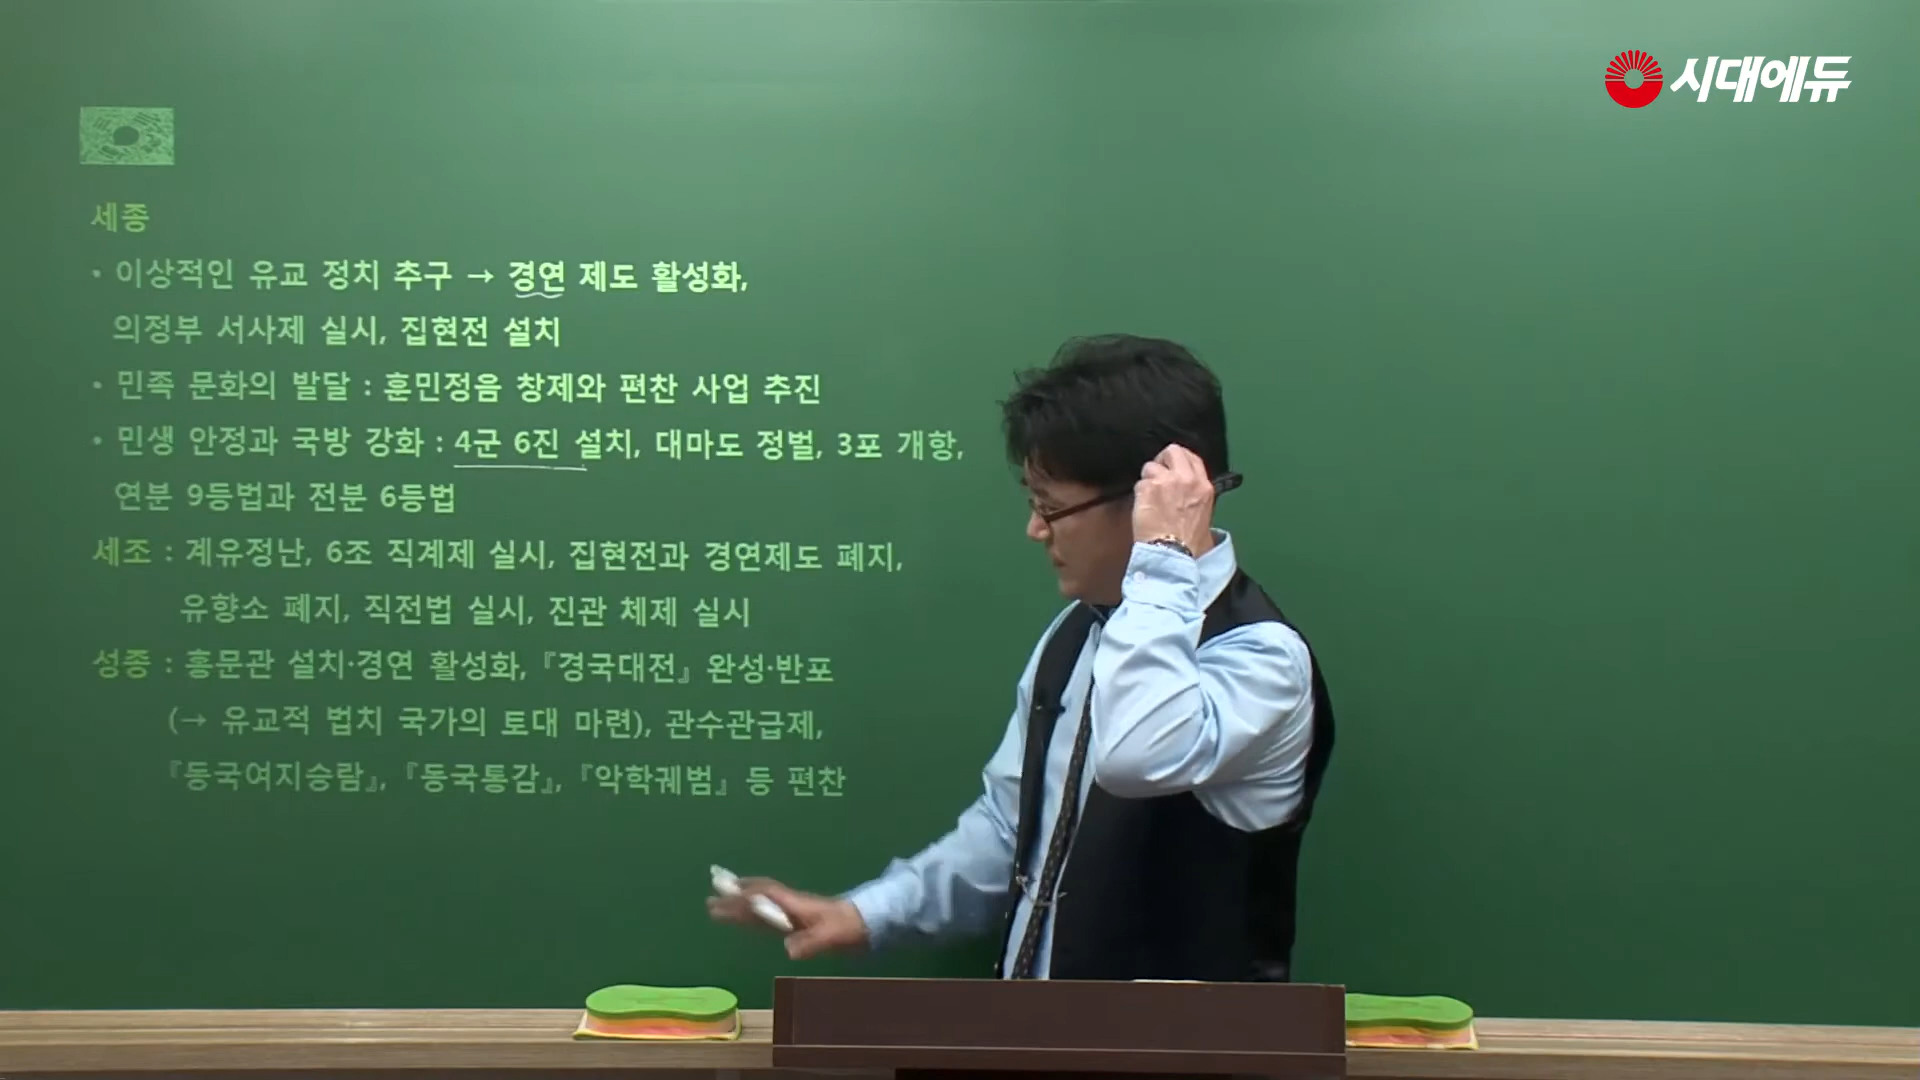 시대에듀
세종
• 이상적인 유교 정치 추구 → 경연 제도 활성화,
의정부 서사제 실시, 집현전 설치
• 민족 문화의 발달 : 훈민정음 창제와 편찬 사업 추진
• 민생 안정과 국방 강화 : 4군 6진 설치, 대마도 정벌, 3포 개항,
연분 9등법과 전분 6등법
세조 : 계유정난, 6조 직계제 실시, 집현전과 경연제도 폐지,
유향소 폐지, 직전법 실시, 진관 체제 실시
성종 : 홍문관 설치·경연 활성화, 『경국대전』 완성·반포
(→ 유교적 법치 국가의 토대 마련), 관수관급제,
『동국여지승람』, 『동국통감』, 『악학궤범』 등 편찬